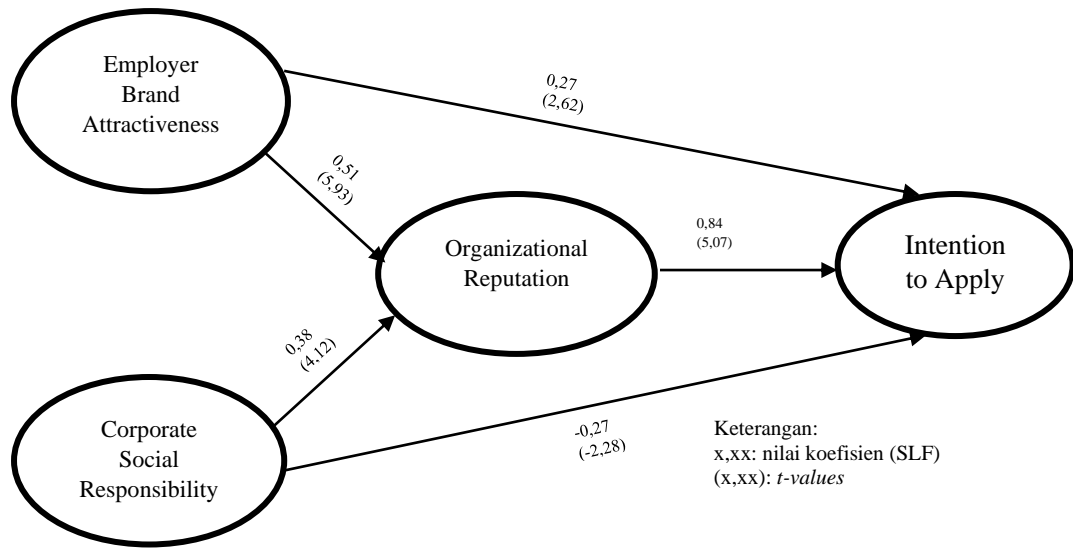 Employer
Brand
Attractiveness
0,27
(2,62)
0,51
(5,93)
Organizational
Reputation
0,84
(5,07)
Intention
to Apply
0,38
(4,12)
Corporate
Social
Responsibility
-0,27
(-2,28)
Keterangan:
x,xx: nilai koefisien (SLF)
(x,xx): t-values